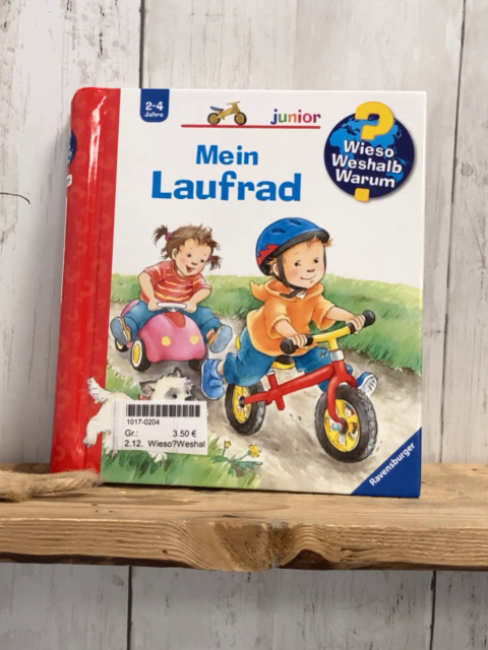 2-4
Jahre
junior
?
Wieso
Weshalb
Warum
Mein
Laufrad
1017-0204
Gr.: 3.50 €
2.12. Wieso?Weshal
Ravensburger